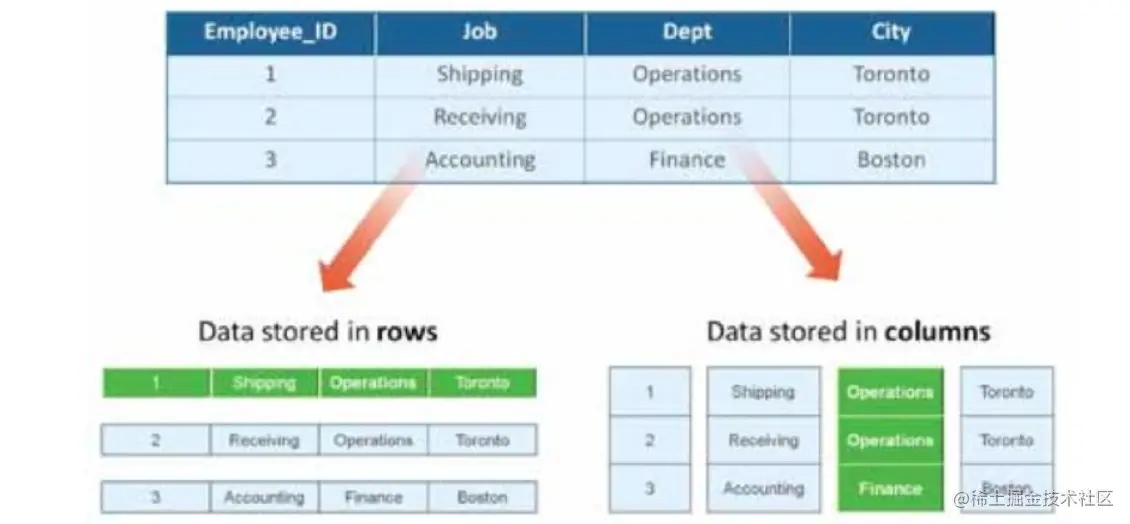 Employee_ID Job Dept City
1 Shipping Operations Toronto
2 Receiving Operations Toronto
3 Accounting Finance Boston
Data stored in rows
Data stored in columns
1 Shipping Operations Toronto
2 Receiving Operations Toronto
3 Accounting Finance Boston
1 Shipping Operations Toronto
2 Receiving Operations Toronto
3 Accounting Finance Boston
@稀土掘金技术社区